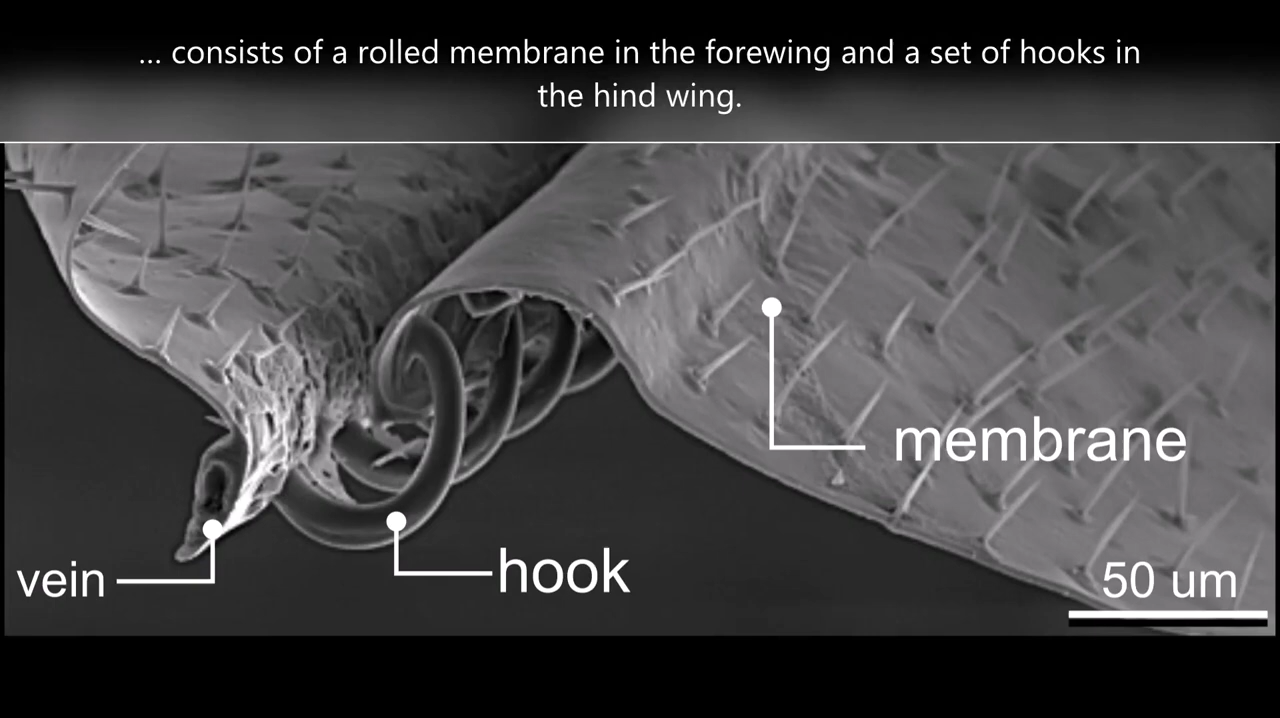 ... consists of a rolled membrane in the forewing and a set of hooks in
the hind wing.
membrane
hook
vein
50 um